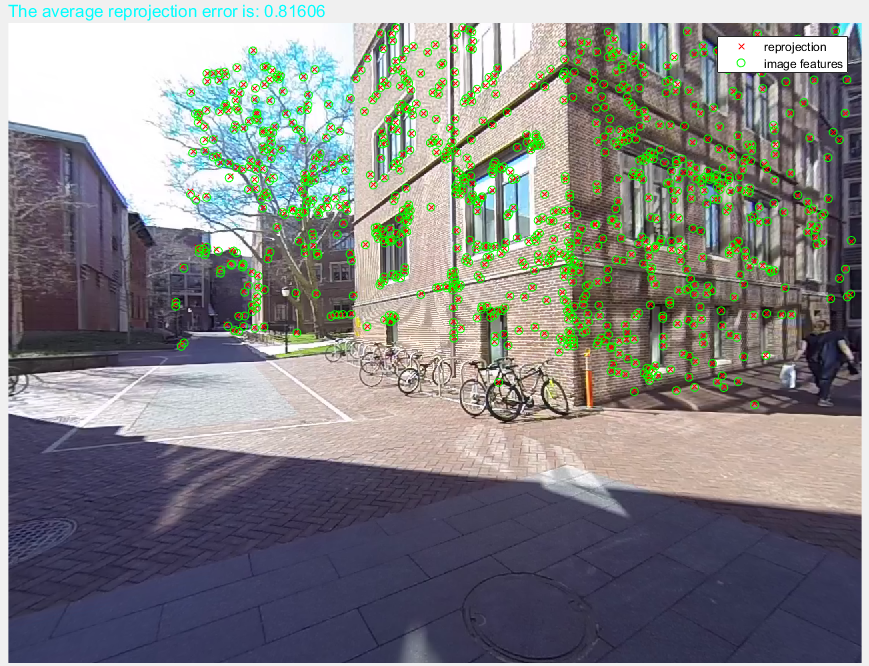 The average reprojection error is: 0.81606
reprojection
image features